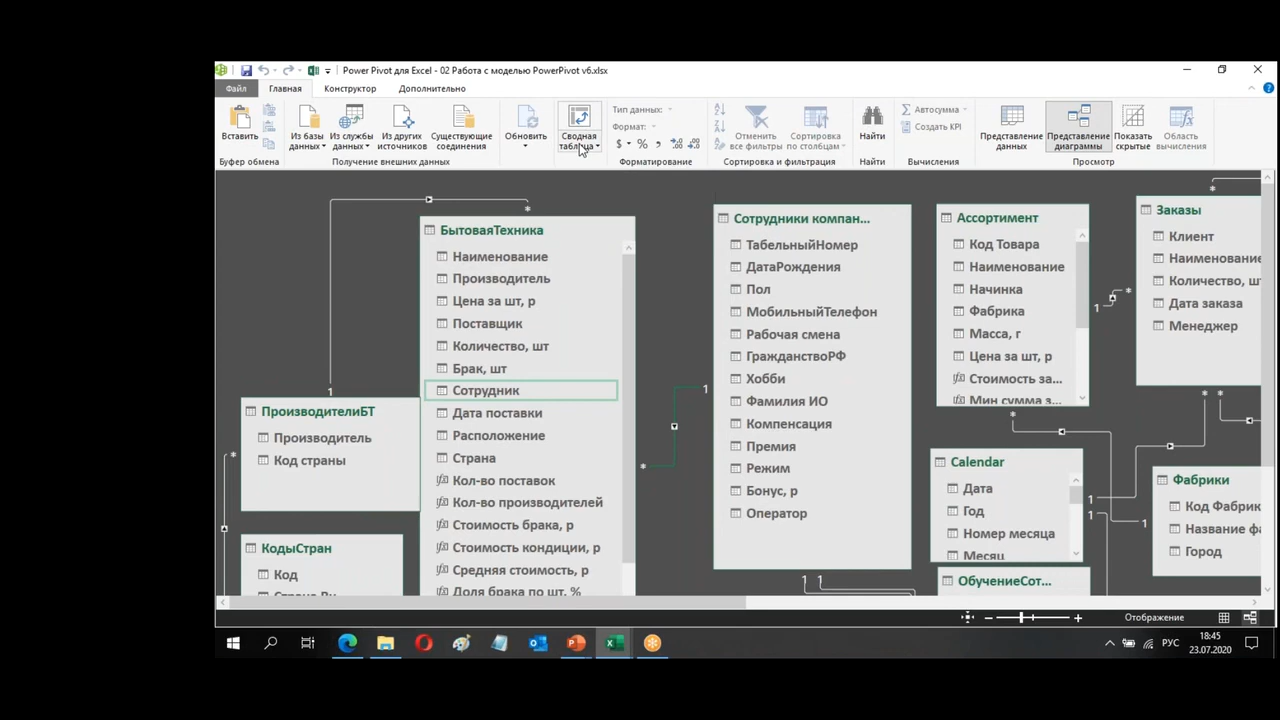 Power Pivot для Excel - 02 Работа с моделью PowerPivot v6.xlsx
Файл
Главная
Конструктор
Дополнительно
Вставить
Буфер обмена
Из базы данных
Из службы данных
Из других источников
Существующие соединения
Получение внешних данных
Обновить
Сводная таблица
Тип данных:
Формат:
$ %
Форматирование
Отменить все фильтры
Сортировка по столбцам
Сортировка и фильтрация
Найти
Найти
Автосумма
Создать KPI
Вычисления
Представление данных
Представление диаграммы
Показать скрытые
Область вычисления
Просмотр
БытоваяТехника
Наименование
Производитель
Цена за шт, р
Поставщик
Количество, шт
Брак, шт
Сотрудник
Дата поставки
Расположение
Страна
Кол-во поставок
Кол-во производителей
Стоимость брака, р
Стоимость кондиции, р
Средняя стоимость, р
Доля брака по шт, %
ПроизводителиБТ
Производитель
Код страны
КодыСтран
Код
Сотрудники компан...
ТабельныйНомер
ДатаРождения
Пол
МобильныйТелефон
Рабочая смена
ГражданствоРФ
Хобби
Фамилия ИО
Компенсация
Премия
Режим
Бонус, р
Оператор
Ассортимент
Код Товара
Наименование
Начинка
Фабрика
Масса, г
Цена за шт, р
Стоимость за...
Мин сумма з...
Calendar
Дата
Год
Номер месяца
Месяц
ОбучениеСот...
Заказы
Клиент
Наименование
Количество, шт
Дата заказа
Менеджер
Фабрики
Код Фабрик
Название фа
Город
Отображение
РУС
18:45
23.07.2020